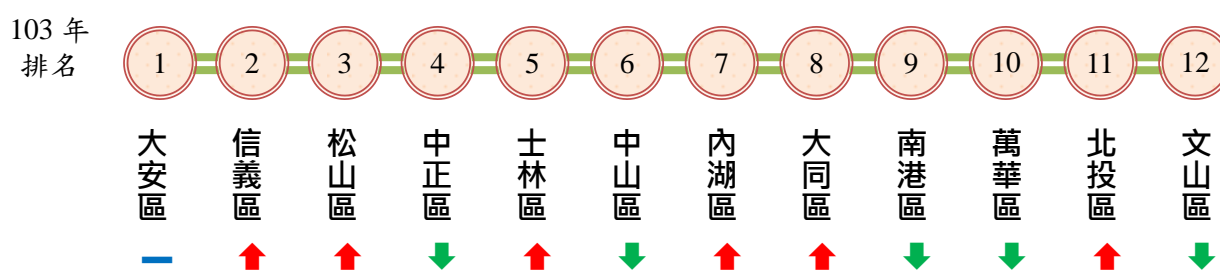 103 年
排名
1 2 3 4 5 6 7 8 9 10 11 12
大安區
信義區
松山區
中正區
士林區
中山區
內湖區
大同區
南港區
萬華區
北投區
文山區